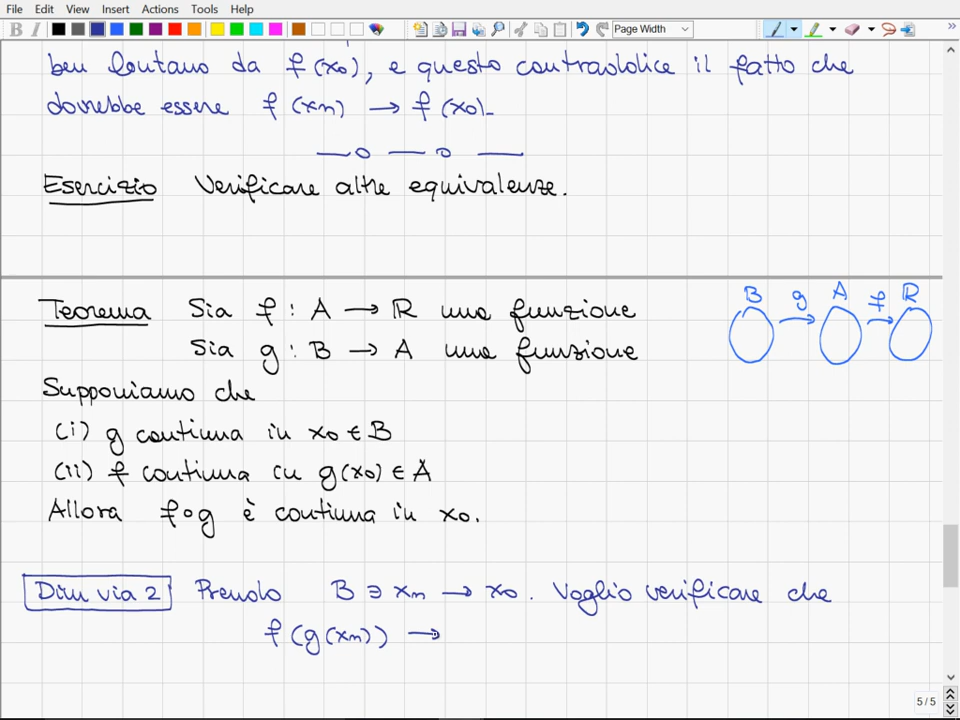 File Edit View Insert Actions Tools Help
B I Page Width
ben lontano da f(x0), e questo contraddice il fatto che
dovrebbe essere f(xn) → f(x0).
Esercizio Verificare altre equivalenze.
Teorema Sia f : A → R una funzione
Sia g : B → A una funzione
B g A f R
Supponiamo che
(i) g continua in x0 ∈ B
(ii) f continua in g(x0) ∈ A
Allora f∘g è continua in x0.
Dim via 2 Prendo B ∋ xn → x0. Voglio verificare che
f(g(xn)) →
5 / 5